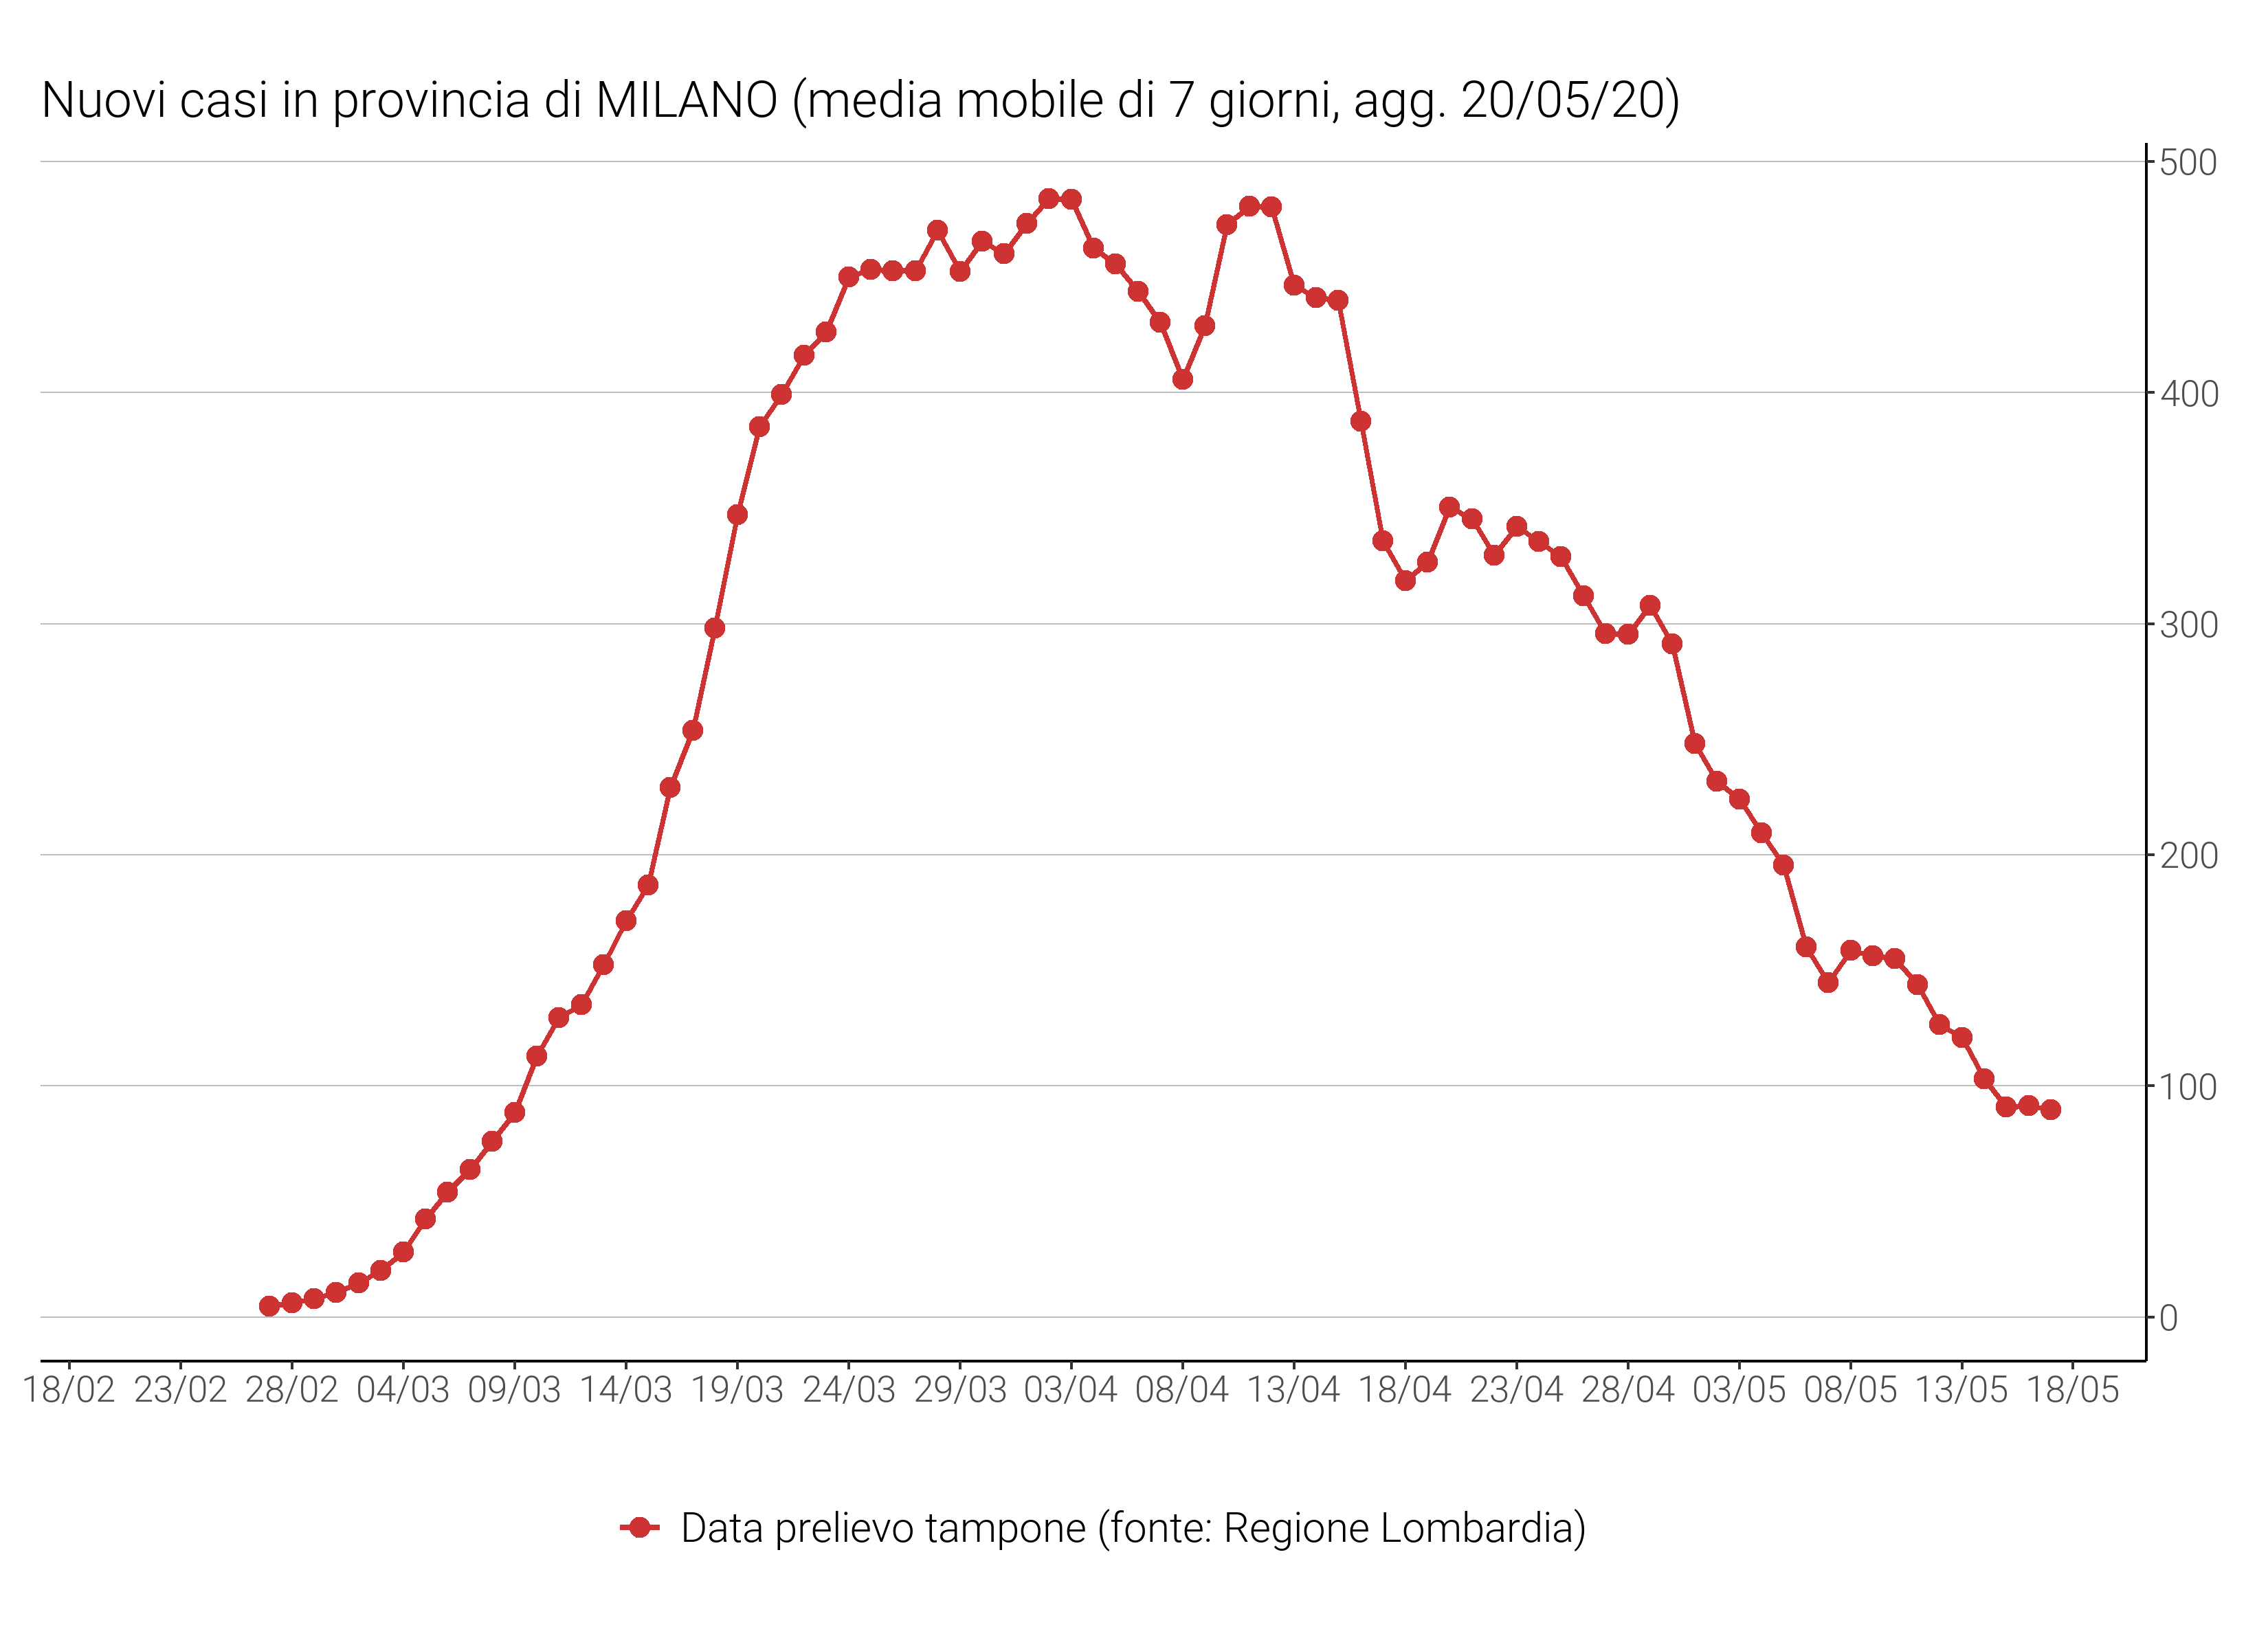 Nuovi casi in provincia di MILANO (media mobile di 7 giorni, agg. 20/05/20)
500
400
300
200
100
0
18/02 23/02 28/02 04/03 09/03 14/03 19/03 24/03 29/03 03/04 08/04 13/04 18/04 23/04 28/04 03/05 08/05 13/05 18/05
Data prelievo tampone (fonte: Regione Lombardia)